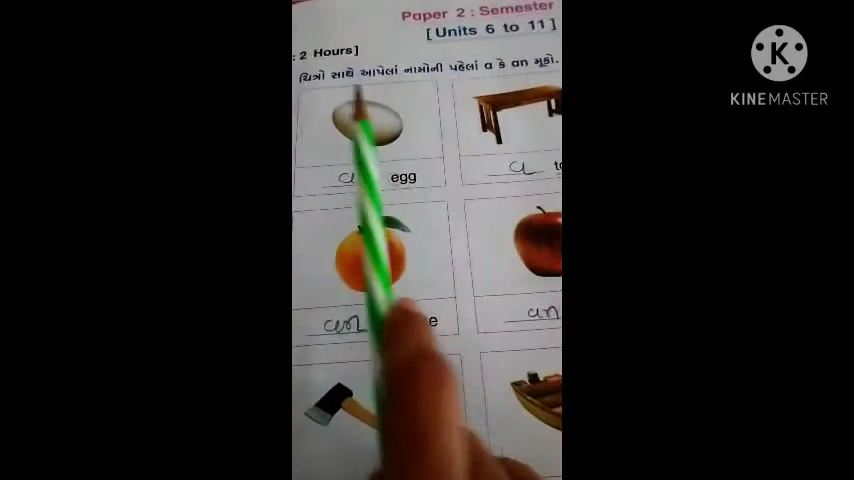 Paper 2 : Semester
[Units 6 to 11]
: 2 Hours]
ચિત્રો સાથે આપેલાં નામોની પહેલાં a કે an મૂકો.
egg
a
an
an
KINEMASTER